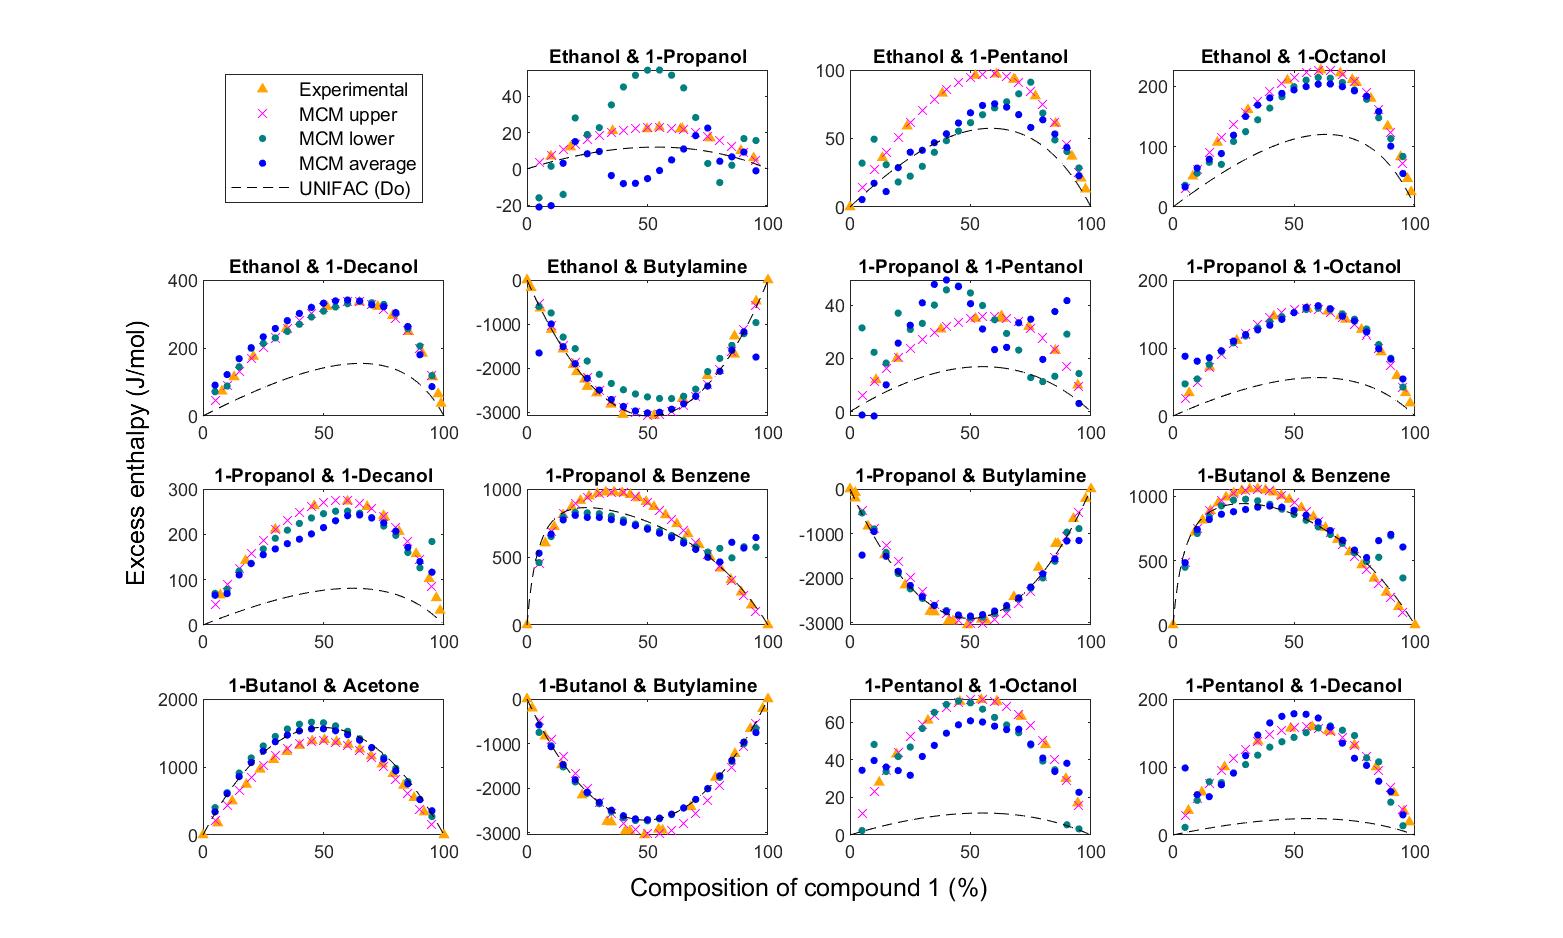 Experimental
MCM upper
MCM lower
MCM average
UNIFAC (Do)
Ethanol & 1-Propanol
40
20
0
-20
0 50 100
Ethanol & 1-Pentanol
100
50
0
0 50 100
Ethanol & 1-Octanol
200
100
0
0 50 100
Ethanol & 1-Decanol
400
200
0
0 50 100
Ethanol & Butylamine
0
-1000
-2000
-3000
0 50 100
1-Propanol & 1-Pentanol
40
20
0
0 50 100
1-Propanol & 1-Octanol
200
100
0
0 50 100
1-Propanol & 1-Decanol
300
200
100
0
0 50 100
1-Propanol & Benzene
1000
500
0
0 50 100
1-Propanol & Butylamine
0
-1000
-2000
-3000
0 50 100
1-Butanol & Benzene
1000
500
0
0 50 100
1-Butanol & Acetone
2000
1000
0
0 50 100
1-Butanol & Butylamine
0
-1000
-2000
-3000
0 50 100
1-Pentanol & 1-Octanol
60
40
20
0
0 50 100
1-Pentanol & 1-Decanol
200
100
0
0 50 100
Excess enthalpy (J/mol)
Composition of compound 1 (%)